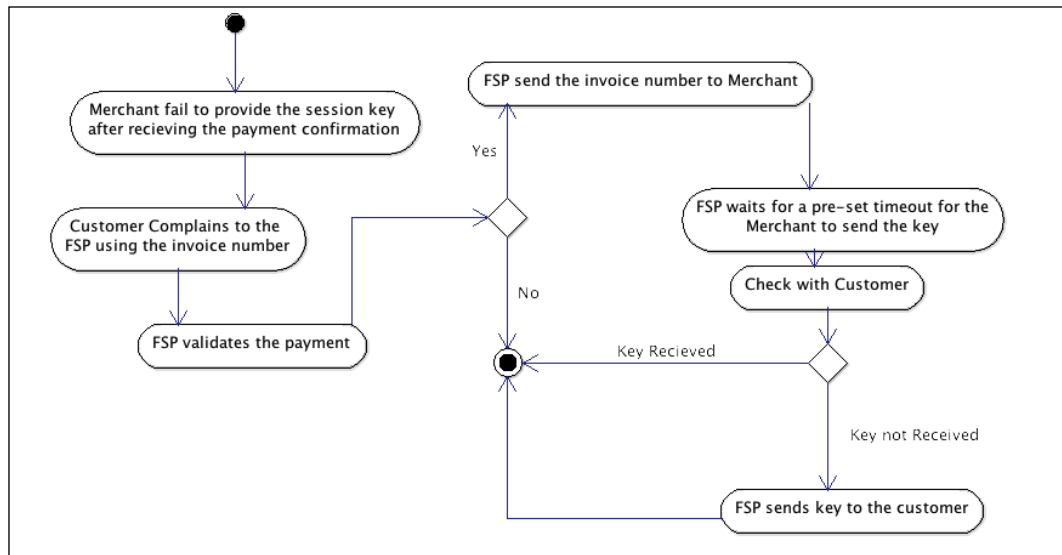 Merchant fail to provide the session key
after recieving the payment confirmation
Customer Complains to the
FSP using the invoice number
FSP validates the payment
Yes
No
FSP send the invoice number to Merchant
FSP waits for a pre-set timeout for the
Merchant to send the key
Check with Customer
Key Recieved
Key not Received
FSP sends key to the customer